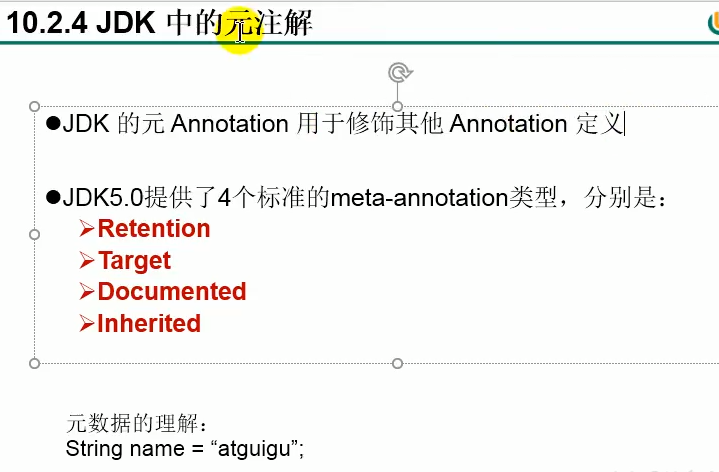 10.2.4 JDK 中的元注解
●JDK 的元 Annotation 用于修饰其他 Annotation 定义
●JDK5.0提供了4个标准的meta-annotation类型，分别是：
➢Retention
➢Target
➢Documented
➢Inherited
元数据的理解：
String name = “atguigu”;